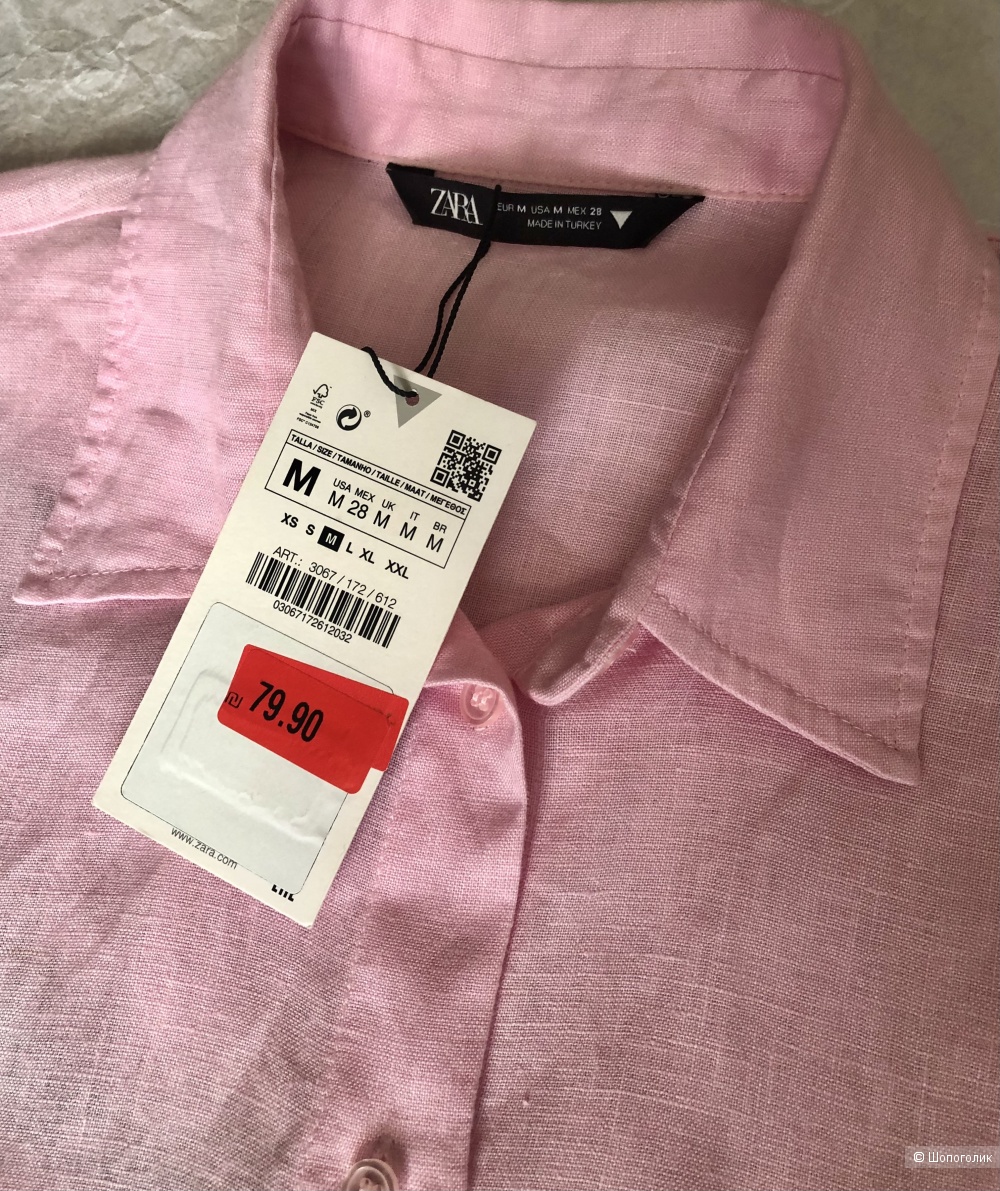 ZARA
EUR M USA M MEX 28
MADE IN TURKEY
FSC
®
TALLA / SIZE / TAMANHO / TAILLE / MAAT / ΜΕΓΕΘΟΣ
M
USA MEX UK IT BR
M 28 M M M
XS S M L XL XXL
ART.: 3067 / 172 / 612
03067172612032
₪ 79.90
www.zara.com
© Шопоголик